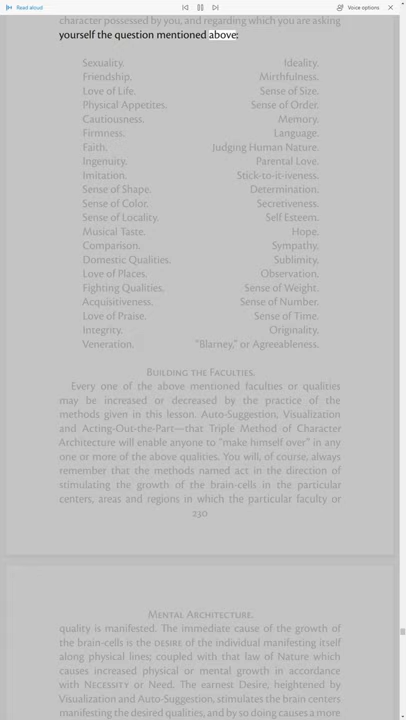 Read aloud
Voice options
character possessed by you, and regarding which you are asking
yourself the question mentioned above:
Sexuality. Ideality.
Friendship. Mirthfulness.
Love of Life. Sense of Size.
Physical Appetites. Sense of Order.
Cautiousness. Memory.
Firmness. Language.
Faith. Judging Human Nature.
Ingenuity. Parental Love.
Imitation. Stick-to-it-iveness.
Sense of Shape. Determination.
Sense of Color. Secretiveness.
Sense of Locality. Self Esteem.
Musical Taste. Hope.
Comparison. Sympathy.
Domestic Qualities. Sublimity.
Love of Places. Observation.
Fighting Qualities. Sense of Weight.
Acquisitiveness. Sense of Number.
Love of Praise. Sense of Time.
Integrity. Originality.
Veneration. "Blarney," or Agreeableness.
Building the Faculties.
Every one of the above mentioned faculties or qualities
may be increased or decreased by the practice of the
methods given in this lesson. Auto-Suggestion, Visualization
and Acting-Out-the-Part—that Triple Method of Character
Architecture will enable anyone to "make himself over" in any
one or more of the above qualities. You will, of course, always
remember that the methods named act in the direction of
stimulating the growth of the brain-cells in the particular
centers, areas and regions in which the particular faculty or
230
Mental Architecture.
quality is manifested. The immediate cause of the growth of
the brain-cells is the desire of the individual manifesting itself
along physical lines; coupled with that law of Nature which
causes increased physical or mental growth in accordance
with Necessity or Need. The earnest Desire, heightened by
Visualization and Auto-Suggestion, stimulates the brain centers
manifesting the desired qualities, and by so doing causes a more